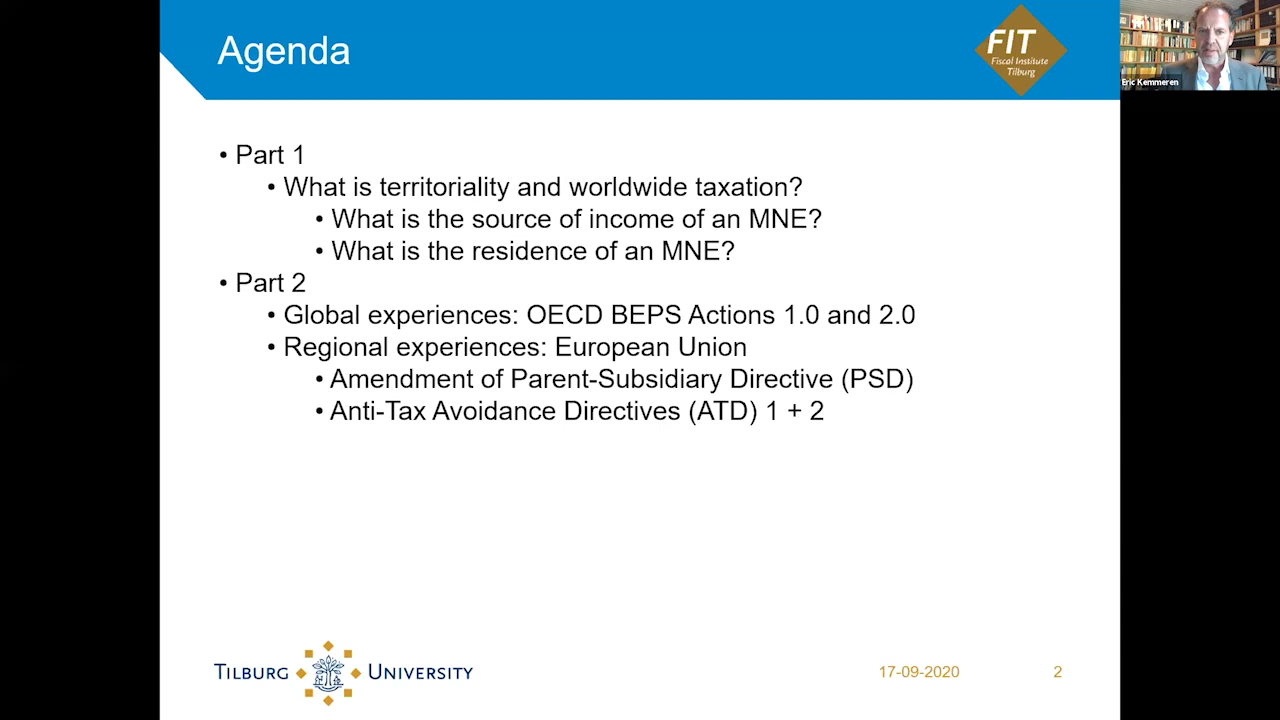 Agenda
FIT
Fiscal Institute
Tilburg
Eric Kemmeren
• Part 1
• What is territoriality and worldwide taxation?
• What is the source of income of an MNE?
• What is the residence of an MNE?
• Part 2
• Global experiences: OECD BEPS Actions 1.0 and 2.0
• Regional experiences: European Union
• Amendment of Parent-Subsidiary Directive (PSD)
• Anti-Tax Avoidance Directives (ATD) 1 + 2
TILBURG UNIVERSITY
17-09-2020
2